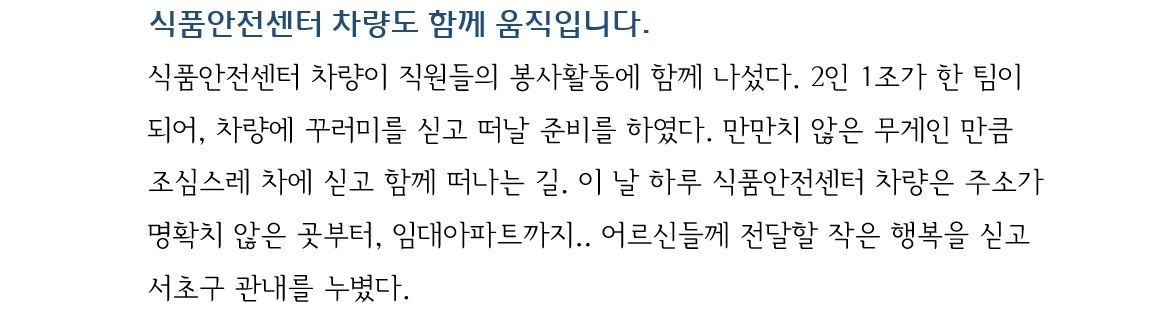 식품안전센터 차량도 함께 움직입니다.
식품안전센터 차량이 직원들의 봉사활동에 함께 나섰다. 2인 1조가 한 팀이
되어, 차량에 꾸러미를 싣고 떠날 준비를 하였다. 만만치 않은 무게인 만큼
조심스레 차에 싣고 함께 떠나는 길. 이 날 하루 식품안전센터 차량은 주소가
명확치 않은 곳부터, 임대아파트까지.. 어르신들께 전달할 작은 행복을 싣고
서초구 관내를 누볐다.